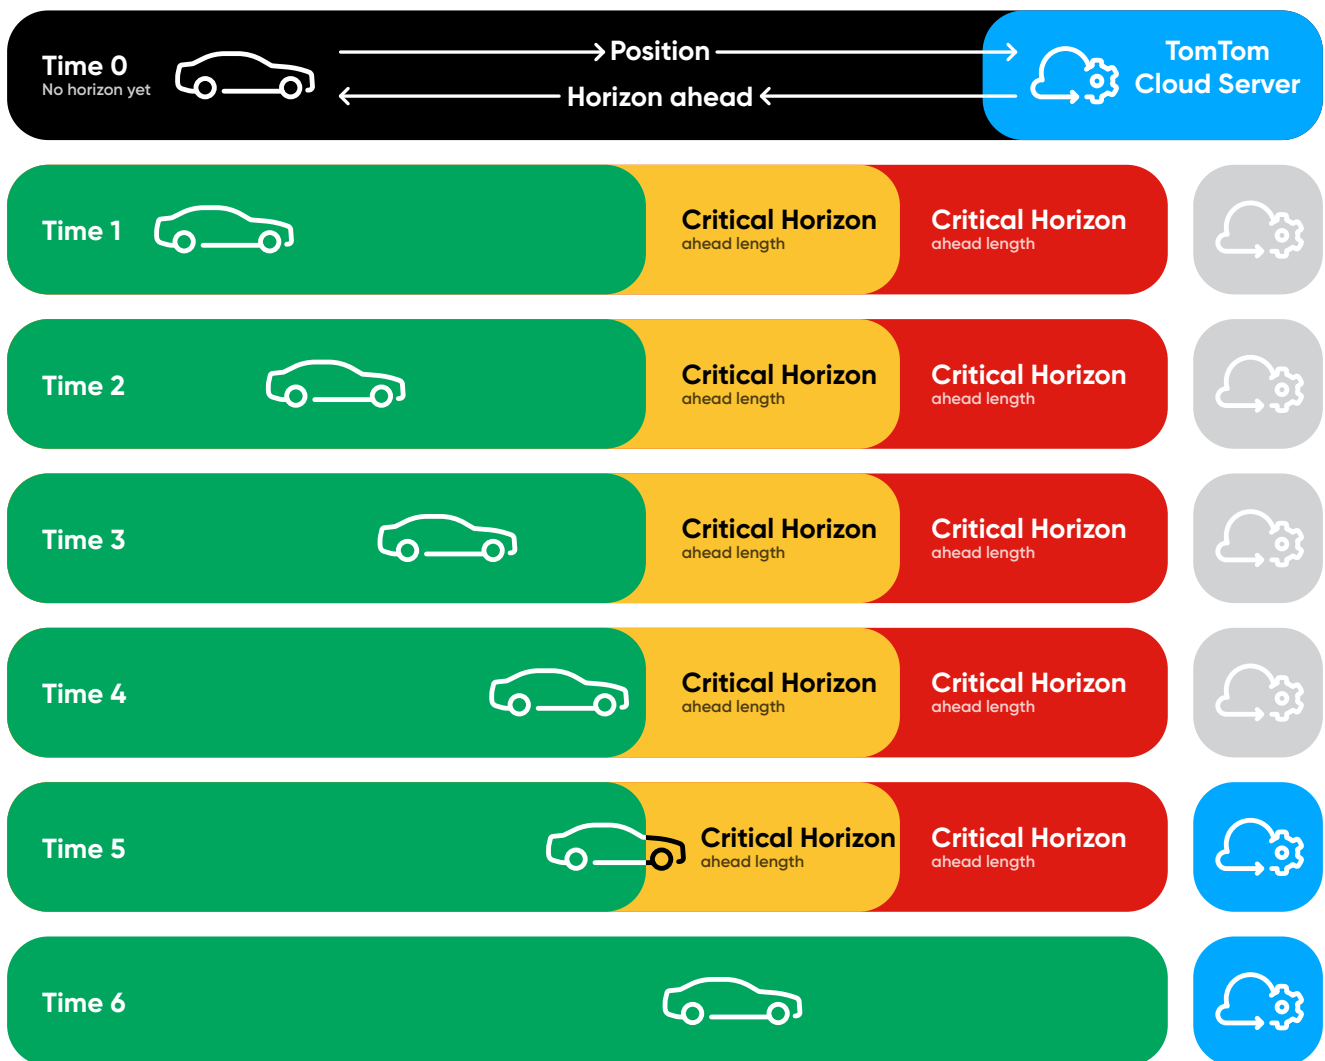 Time 0
No horizon yet
Position
Horizon ahead
TomTom
Cloud Server
Time 1
Critical Horizon
ahead length
Critical Horizon
ahead length
Time 2
Critical Horizon
ahead length
Critical Horizon
ahead length
Time 3
Critical Horizon
ahead length
Critical Horizon
ahead length
Time 4
Critical Horizon
ahead length
Critical Horizon
ahead length
Time 5
Critical Horizon
ahead length
Critical Horizon
ahead length
Time 6